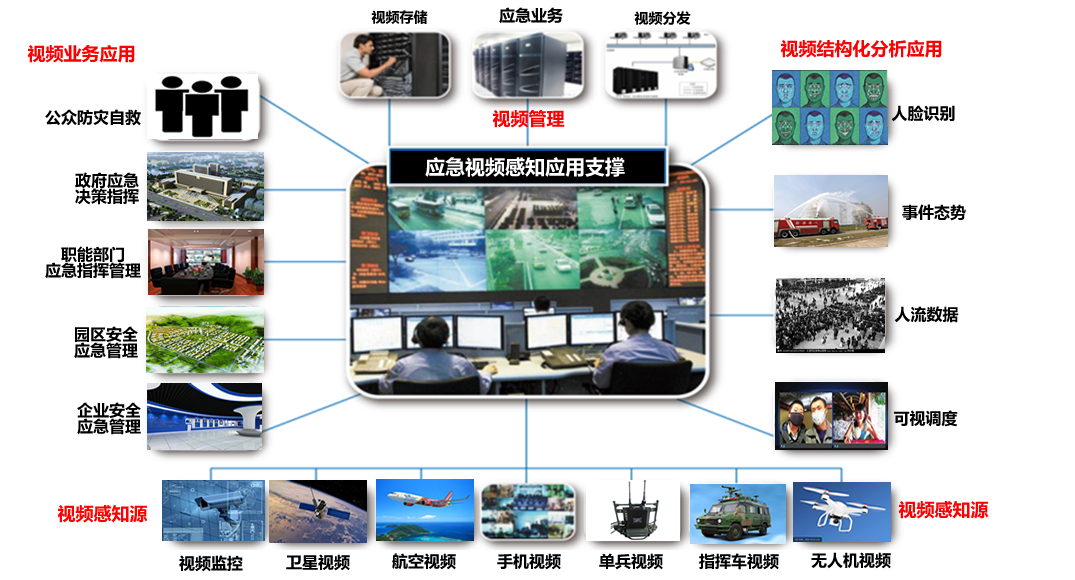 视频存储
应急业务
视频分发
视频业务应用
视频结构化分析应用
视频管理
公众防灾自救
人脸识别
应急视频感知应用支撑
政府应急
决策指挥
事件态势
职能部门
应急指挥管理
人流数据
园区安全
应急管理
企业安全
应急管理
可视调度
视频感知源
视频感知源
视频监控
卫星视频
航空视频
手机视频
单兵视频
指挥车视频
无人机视频